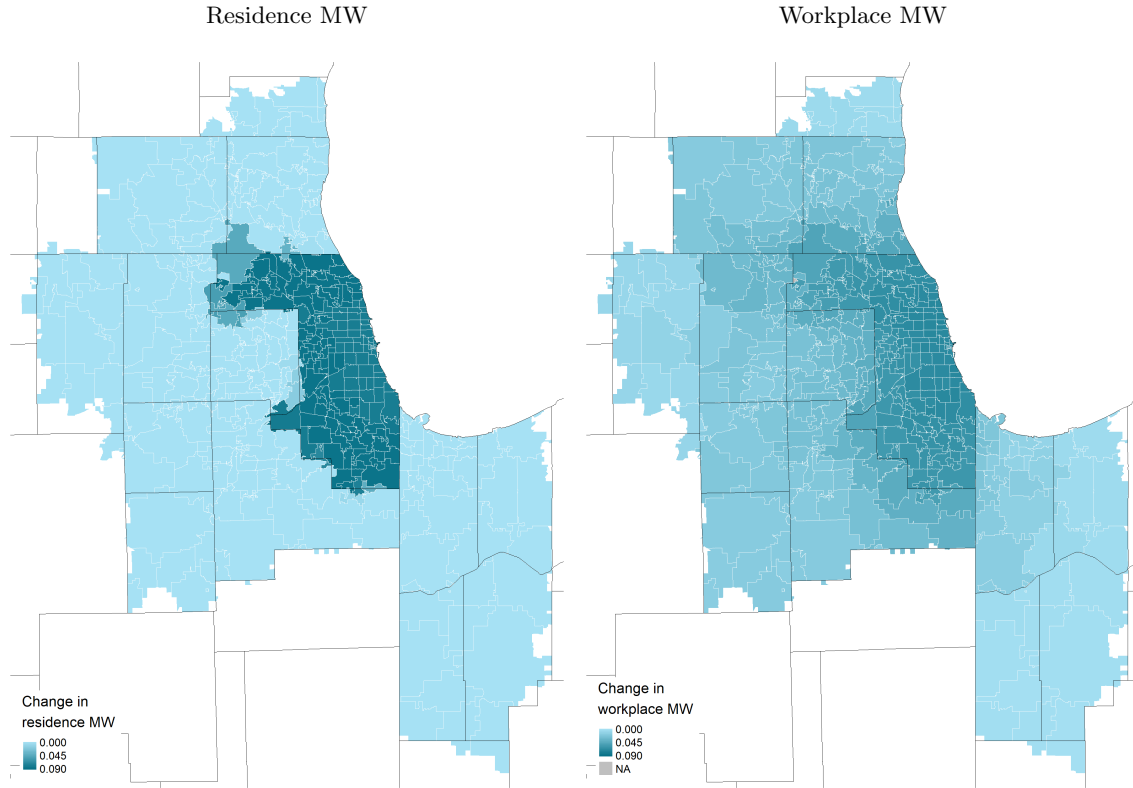 Residence MW
Workplace MW
Change in
residence MW
0.000
0.045
0.090
Change in
workplace MW
0.000
0.045
0.090
NA